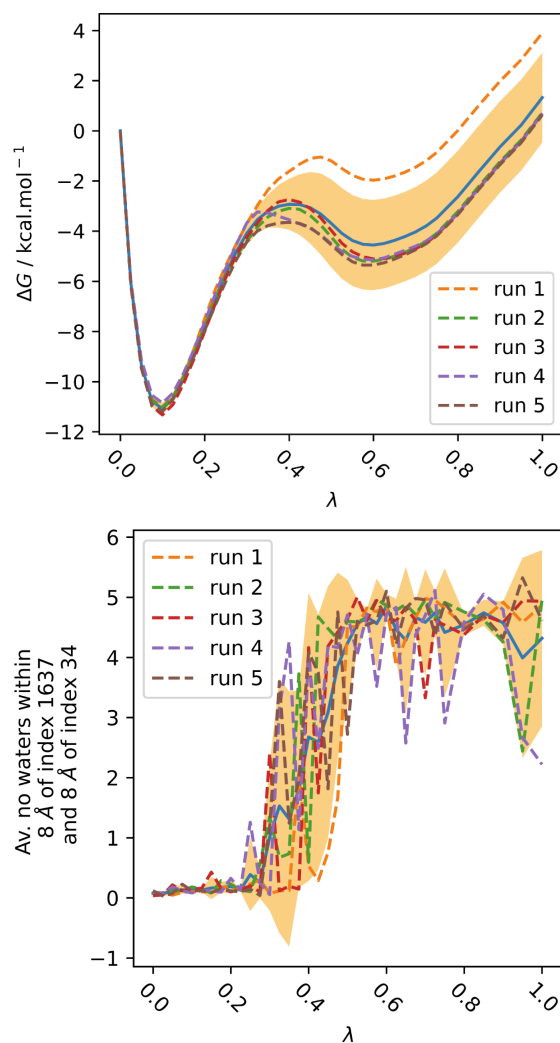 4
2
0
−2
−4
−6
−8
−10
−12
ΔG / kcal.mol⁻¹
run 1
run 2
run 3
run 4
run 5
0.0
0.2
0.4
0.6
0.8
1.0
λ
6
5
4
3
2
1
0
−1
Av. no waters within
8 Å of index 1637
and 8 Å of index 34
run 1
run 2
run 3
run 4
run 5
0.0
0.2
0.4
0.6
0.8
1.0
λ